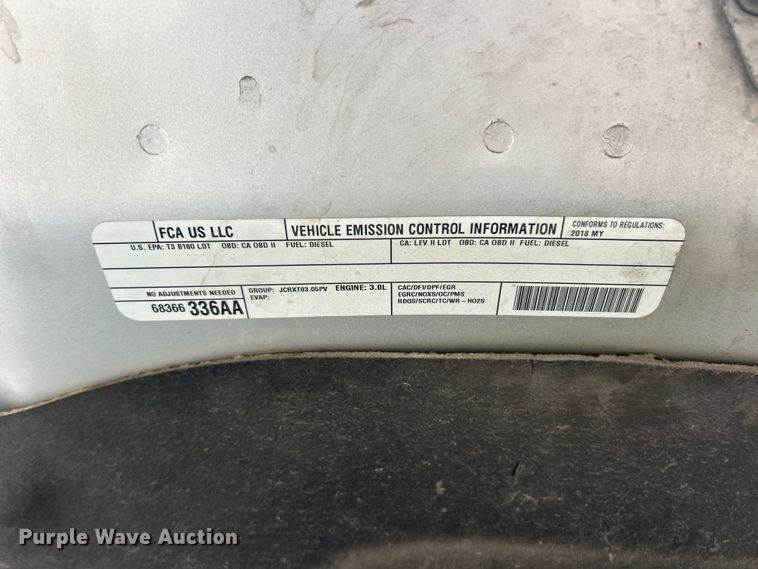 FCA US LLC
VEHICLE EMISSION CONTROL INFORMATION
CONFORMS TO REGULATIONS:
2018 MY
U.S. EPA: T3 B160 LDT OBD: CA OBD II FUEL: DIESEL
CA: LEV II LDT OBD: CA OBD II FUEL: DIESEL
NO ADJUSTMENTS NEEDED
68366 336AA
GROUP: JCRXT03.05PV ENGINE: 3.0L
EVAP:
CAC/DFI/DPF/EGR
EGRC/NOXS/OC/PMS
RDQS/SCRC/TC/WR-HO2S
Purple Wave Auction